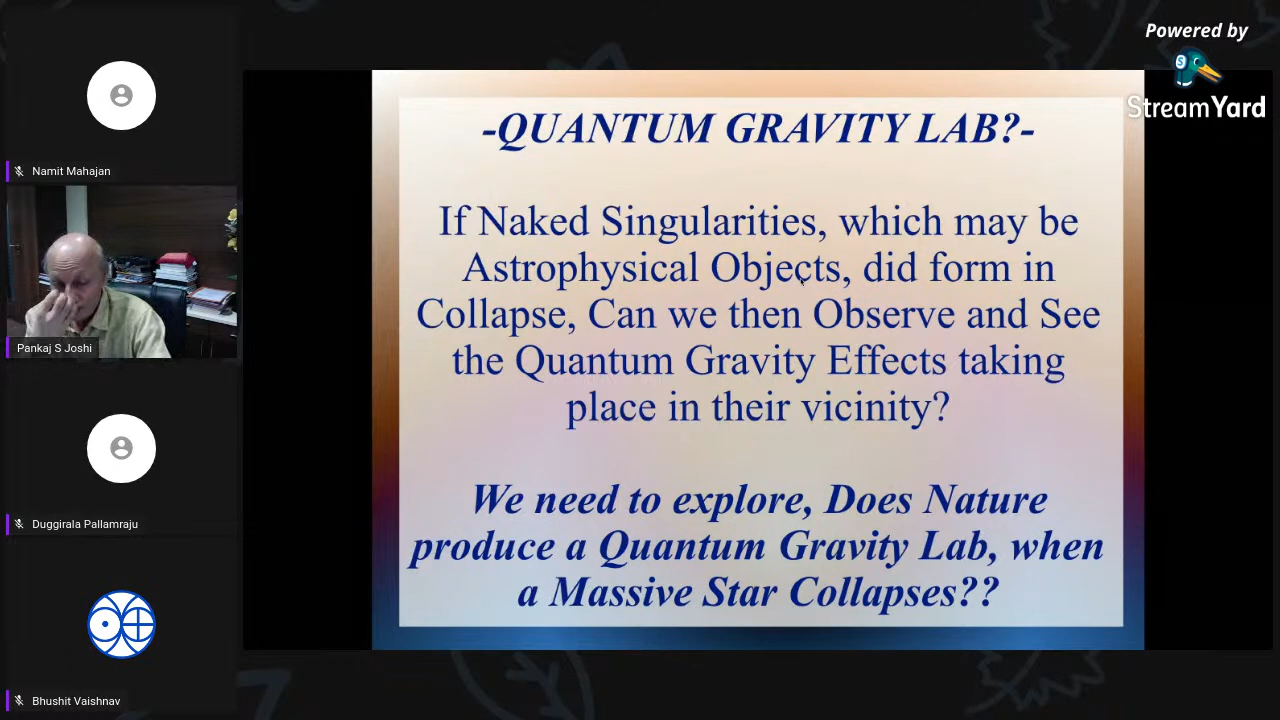 Powered by
StreamYard
Namit Mahajan
Pankaj S Joshi
Duggirala Pallamraju
Bhushit Vaishnav
-QUANTUM GRAVITY LAB?-
If Naked Singularities, which may be
Astrophysical Objects, did form in
Collapse, Can we then Observe and See
the Quantum Gravity Effects taking
place in their vicinity?
We need to explore, Does Nature
produce a Quantum Gravity Lab, when
a Massive Star Collapses??